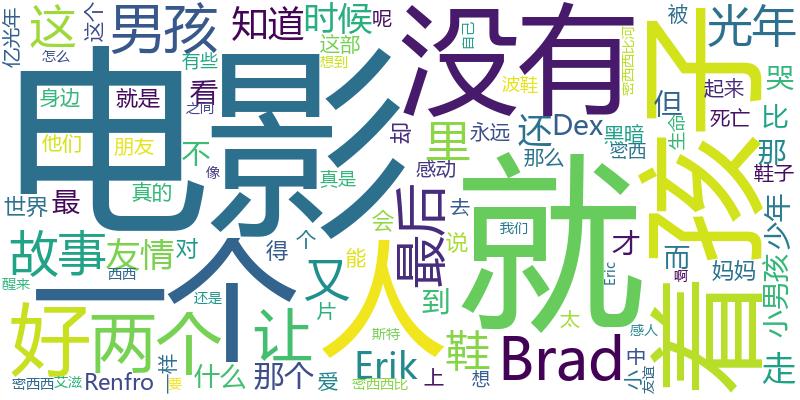 亿光年
这
这个
男孩
知道
时候
呢
这部
想到
怎么
有些
看
就是
身边
之间
他们
朋友
真的
不
像
电影
没有
自己
波鞋
却
里
永远
还
Dex
那么
黑暗
密西
密西西比河
被
光年
但
起来
哭
比
死亡
生命
那
鞋子
孩子
感动
真是
世界
最
故事
友情
对
得
个
会
能
最后
去
说
就
我们
才
而
少年
妈妈
啊
小男孩
醒来
西西
一个
还是
又
片
人
到
Eric
着
好
两个
让
斯特
鞋
太
感人
小
中
走
友谊
Erik
Brad
密西西
艾滋
Renfro
栗
一样
什么
那个
爱
密西西比
上
想